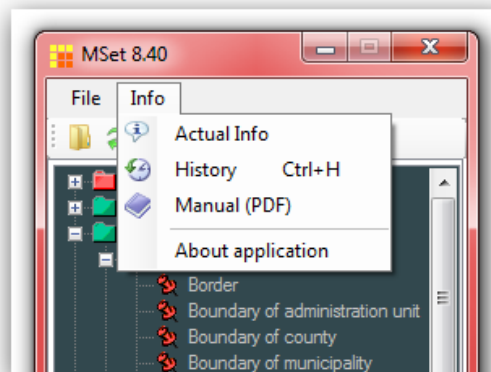 MSet 8.40
File Info
Actual Info
History Ctrl+H
Manual (PDF)
About application
Border
Boundary of administration unit
Boundary of county
Boundary of municipality